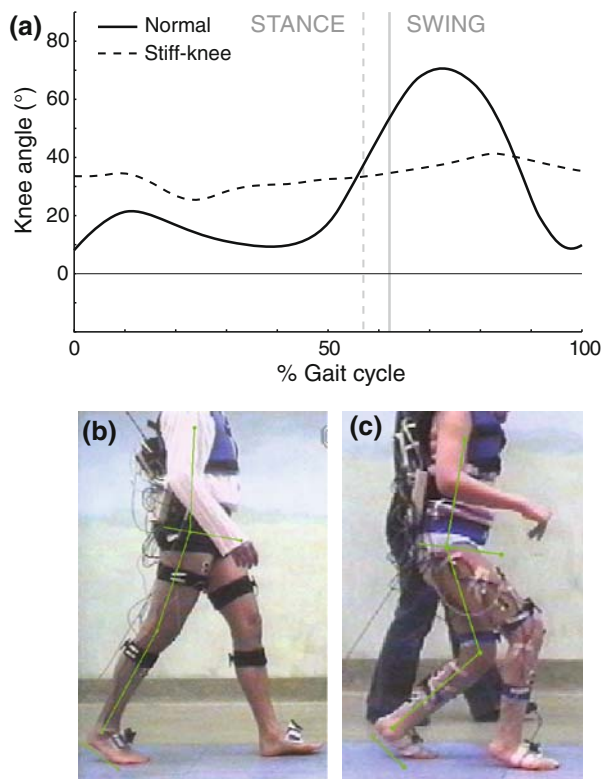 (a)
Normal
Stiff-knee
STANCE
SWING
Knee angle (°)
80
60
40
20
0
0
50
100
% Gait cycle
(b)
(c)